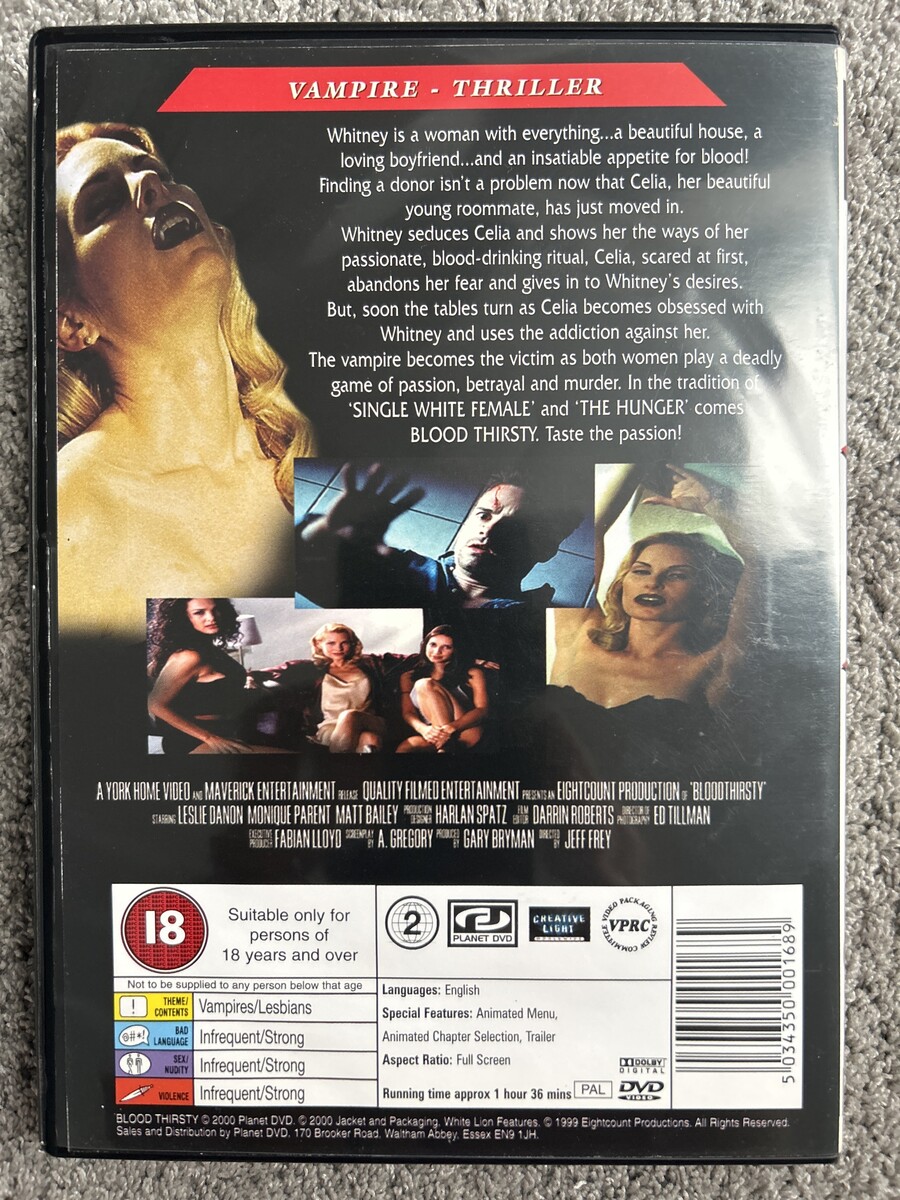 VAMPIRE - THRILLER
Whitney is a woman with everything...a beautiful house, a
loving boyfriend...and an insatiable appetite for blood!
Finding a donor isn't a problem now that Celia, her beautiful
young roommate, has just moved in.
Whitney seduces Celia and shows her the ways of her
passionate, blood-drinking ritual, Celia, scared at first,
abandons her fear and gives in to Whitney's desires.
But, soon the tables turn as Celia becomes obsessed with
Whitney and uses the addiction against her.
The vampire becomes the victim as both women play a deadly
game of passion, betrayal and murder. In the tradition of
'SINGLE WHITE FEMALE' and 'THE HUNGER' comes
BLOOD THIRSTY. Taste the passion!
A YORK HOME VIDEO AND MAVERICK ENTERTAINMENT RELEASE QUALITY FILMED ENTERTAINMENT PRESENTS AN EIGHTCOUNT PRODUCTION OF 'BLOODTHIRSTY'
STARRING LESLIE DANON MONIQUE PARENT MATT BAILEY PRODUCTION DESIGNER HARLAN SPATZ FILM EDITOR DARRIN ROBERTS DIRECTOR OF PHOTOGRAPHY ED TILLMAN
EXECUTIVE PRODUCER FABIAN LLOYD SCREENPLAY BY A. GREGORY PRODUCED BY GARY BRYMAN DIRECTED BY JEFF FREY
18
Suitable only for
persons of
18 years and over
Not to be supplied to any person below that age
! THEME/CONTENTS Vampires/Lesbians
@#*! BAD LANGUAGE Infrequent/Strong
SEX/NUDITY Infrequent/Strong
VIOLENCE Infrequent/Strong
2
PLANET DVD
CREATIVE LIGHT WORLDWIDE
VIDEO PACKAGING REVIEW COMMITTEE
VPRC
Languages: English
Special Features: Animated Menu,
Animated Chapter Selection, Trailer
Aspect Ratio: Full Screen
DOLBY DIGITAL
Running time approx 1 hour 36 mins PAL DVD VIDEO
5 034350 001689
BLOOD THIRSTY © 2000 Planet DVD. © 2000 Jacket and Packaging. White Lion Features. © 1999 Eightcount Productions. All Rights Reserved.
Sales and Distribution by Planet DVD. 170 Brooker Road, Waltham Abbey. Essex EN9 1JH.